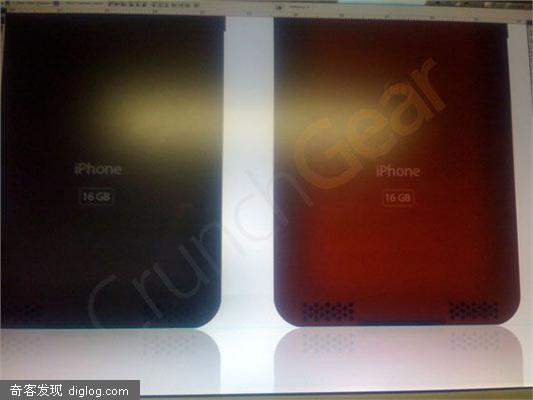 iPhone
16 GB
iPhone
16 GB
CrunchGear
奇客发现 diglog.com